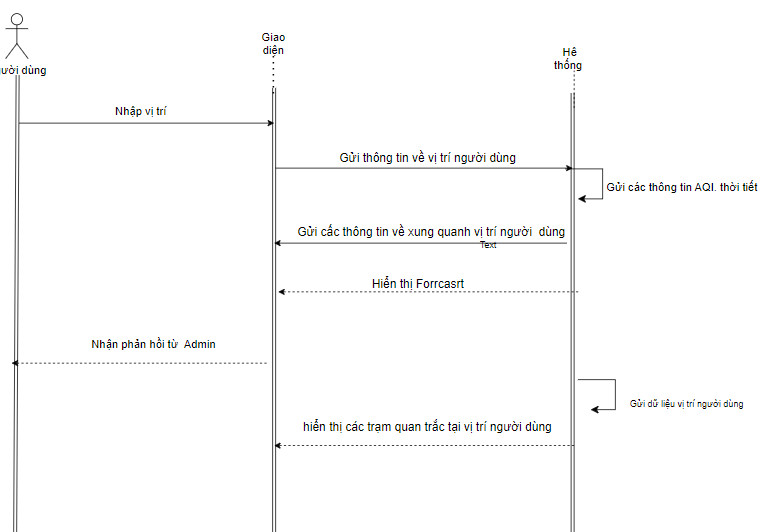 Giao
diện
Hê
thống
ười dùng
Nhập vị trí
Gửi thông tin về vị trí người dùng
Gửi các thông tin AQI. thời tiết
Gửi cấc thông tin về xung quanh vị trí người dùng
Text
Hiển thị Forrcasrt
Nhận phản hồi từ Admin
Gửi dữ liệu vị trí người dùng
hiển thị các trạm quan trắc tại vị trí người dùng